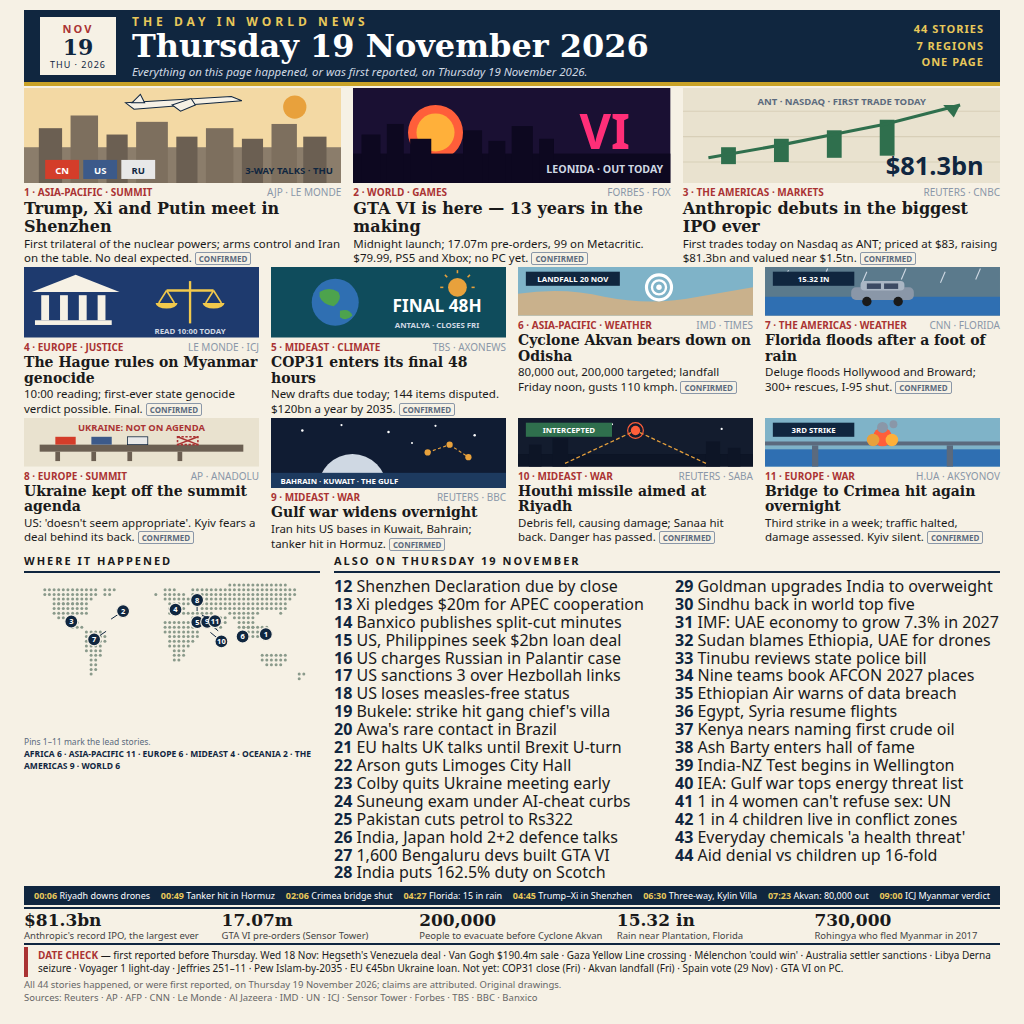 NOV
19
THU · 2026
THE DAY IN WORLD NEWS
Thursday 19 November 2026
Everything on this page happened, or was first reported, on Thursday 19 November 2026.
44 STORIES
7 REGIONS
ONE PAGE
CN US RU
3-WAY TALKS · THU
1 · ASIA-PACIFIC · SUMMIT AJP · LE MONDE
Trump, Xi and Putin meet in
Shenzhen
First trilateral of the nuclear powers; arms control and Iran
on the table. No deal expected. CONFIRMED
VI
LEONIDA · OUT TODAY
2 · WORLD · GAMES FORBES · FOX
GTA VI is here — 13 years in the
making
Midnight launch; 17.07m pre-orders, 99 on Metacritic.
$79.99, PS5 and Xbox; no PC yet. CONFIRMED
ANT · NASDAQ · FIRST TRADE TODAY
$81.3bn
3 · THE AMERICAS · MARKETS REUTERS · CNBC
Anthropic debuts in the biggest
IPO ever
First trades today on Nasdaq as ANT; priced at $83, raising
$81.3bn and valued near $1.5tn. CONFIRMED
READ 10:00 TODAY
4 · EUROPE · JUSTICE LE MONDE · ICJ
The Hague rules on Myanmar
genocide
10:00 reading; first-ever state genocide
verdict possible. Final. CONFIRMED
FINAL 48H
ANTALYA · CLOSES FRI
5 · MIDEAST · CLIMATE TBS · AXONEWS
COP31 enters its final 48
hours
New drafts due today; 144 items disputed.
$120bn a year by 2035. CONFIRMED
LANDFALL 20 NOV
6 · ASIA-PACIFIC · WEATHER IMD · TIMES
Cyclone Akvan bears down on
Odisha
80,000 out, 200,000 targeted; landfall
Friday noon, gusts 110 kmph. CONFIRMED
15.32 IN
7 · THE AMERICAS · WEATHER CNN · FLORIDA
Florida floods after a foot of
rain
Deluge floods Hollywood and Broward;
300+ rescues, I-95 shut. CONFIRMED
UKRAINE: NOT ON AGENDA
8 · EUROPE · SUMMIT AP · ANADOLU
Ukraine kept off the summit
agenda
US: 'doesn't seem appropriate'. Kyiv fears a
deal behind its back. CONFIRMED
BAHRAIN · KUWAIT · THE GULF
9 · MIDEAST · WAR REUTERS · BBC
Gulf war widens overnight
Iran hits US bases in Kuwait, Bahrain;
tanker hit in Hormuz. CONFIRMED
INTERCEPTED
10 · MIDEAST · WAR REUTERS · SABA
Houthi missile aimed at
Riyadh
Debris fell, causing damage; Sanaa hit
back. Danger has passed. CONFIRMED
3RD STRIKE
11 · EUROPE · WAR H.UA · AKSYONOV
Bridge to Crimea hit again
overnight
Third strike in a week; traffic halted,
damage assessed. Kyiv silent. CONFIRMED
WHERE IT HAPPENED
8
2
4
3
5 9 11
1
6
7
10
Pins 1–11 mark the lead stories.
AFRICA 6 · ASIA-PACIFIC 11 · EUROPE 6 · MIDEAST 4 · OCEANIA 2 · THE
AMERICAS 9 · WORLD 6
ALSO ON THURSDAY 19 NOVEMBER
12 Shenzhen Declaration due by close
13 Xi pledges $20m for APEC cooperation
14 Banxico publishes split-cut minutes
15 US, Philippines seek $2bn loan deal
16 US charges Russian in Palantir case
17 US sanctions 3 over Hezbollah links
18 US loses measles-free status
19 Bukele: strike hit gang chief's villa
20 Awa's rare contact in Brazil
21 EU halts UK talks until Brexit U-turn
22 Arson guts Limoges City Hall
23 Colby quits Ukraine meeting early
24 Suneung exam under AI-cheat curbs
25 Pakistan cuts petrol to Rs322
26 India, Japan hold 2+2 defence talks
27 1,600 Bengaluru devs built GTA VI
28 India puts 162.5% duty on Scotch
29 Goldman upgrades India to overweight
30 Sindhu back in world top five
31 IMF: UAE economy to grow 7.3% in 2027
32 Sudan blames Ethiopia, UAE for drones
33 Tinubu reviews state police bill
34 Nine teams book AFCON 2027 places
35 Ethiopian Air warns of data breach
36 Egypt, Syria resume flights
37 Kenya nears naming first crude oil
38 Ash Barty enters hall of fame
39 India-NZ Test begins in Wellington
40 IEA: Gulf war tops energy threat list
41 1 in 4 women can't refuse sex: UN
42 1 in 4 children live in conflict zones
43 Everyday chemicals 'a health threat'
44 Aid denial vs children up 16-fold
00:06 Riyadh downs drones 00:49 Tanker hit in Hormuz 02:06 Crimea bridge shut 04:27 Florida: 15 in rain 04:45 Trump–Xi in Shenzhen 06:30 Three-way, Kylin Villa 07:23 Akvan: 80,000 out 09:00 ICJ Myanmar verdict
$81.3bn
Anthropic's record IPO, the largest ever
17.07m
GTA VI pre-orders (Sensor Tower)
200,000
People to evacuate before Cyclone Akvan
15.32 in
Rain near Plantation, Florida
730,000
Rohingya who fled Myanmar in 2017
DATE CHECK — first reported before Thursday. Wed 18 Nov: Hegseth's Venezuela deal · Van Gogh $190.4m sale · Gaza Yellow Line crossing · Mélenchon 'could win' · Australia settler sanctions · Libya Derna
seizure · Voyager 1 light-day · Jeffries 251–11 · Pew Islam-by-2035 · EU €45bn Ukraine loan. Not yet: COP31 close (Fri) · Akvan landfall (Fri) · Spain vote (29 Nov) · GTA VI on PC.
All 44 stories happened, or were first reported, on Thursday 19 November 2026; claims are attributed. Original drawings.
Sources: Reuters · AP · AFP · CNN · Le Monde · Al Jazeera · IMD · UN · ICJ · Sensor Tower · Forbes · TBS · BBC · Banxico